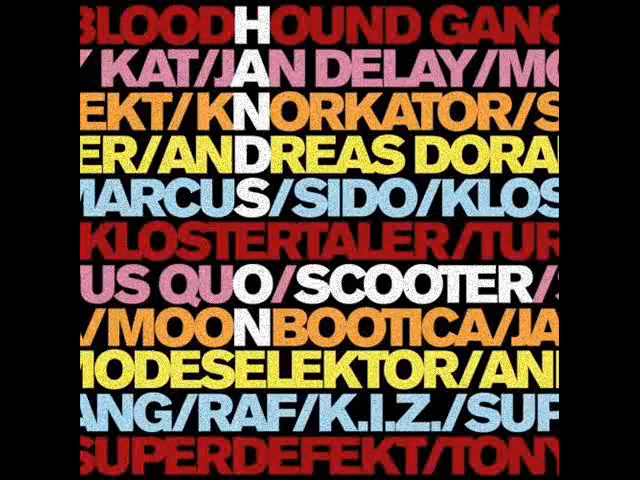 BLOODHOUND GANG
Y KAT/JAN DELAY/MO
EKT/KNORKATOR/S
ER/ANDREAS DORA
MARCUS/SIDO/KLOS
KLOSTERTALER/TUR
US QUO/SCOOTER/S
/MOONBOOTICA/JA
MODESELEKTOR/AN
ANG/RAF/K.I.Z./SUP
SUPERDEFEKT/TONY